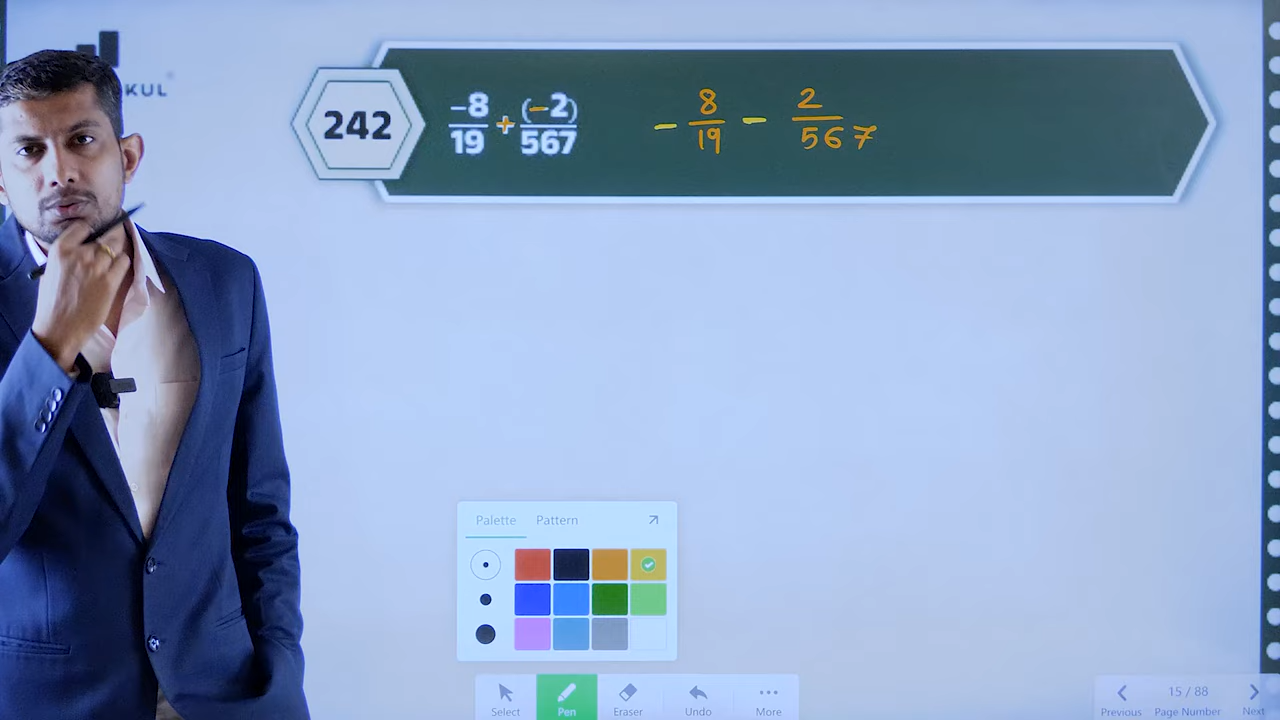 KUL
242
-8/19 + (-2)/567
- 8/19 - 2/567
Palette Pattern
Select Pen Eraser Undo More
15 / 88
Previous Page Number Next